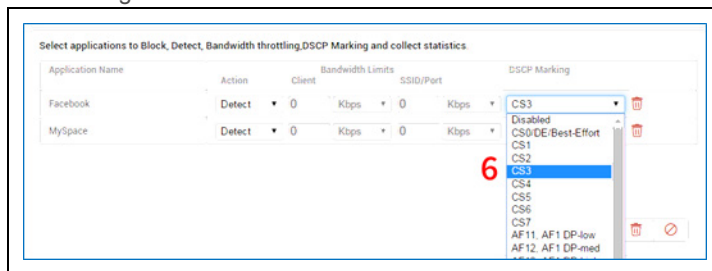 Select applications to Block, Detect, Bandwidth throttling,DSCP Marking and collect statistics
Application Name Bandwidth Limits DSCP Marking
Action Client SSID/Port
Facebook Detect 0 Kbps 0 Kbps CS3
Disabled
MySpace Detect 0 Kbps 0 Kbps CS0/DE/Best-Effort
CS1
CS2
6 CS3
CS4
CS5
CS6
CS7
AF11, AF1 DP-low
AF12, AF1 DP-med